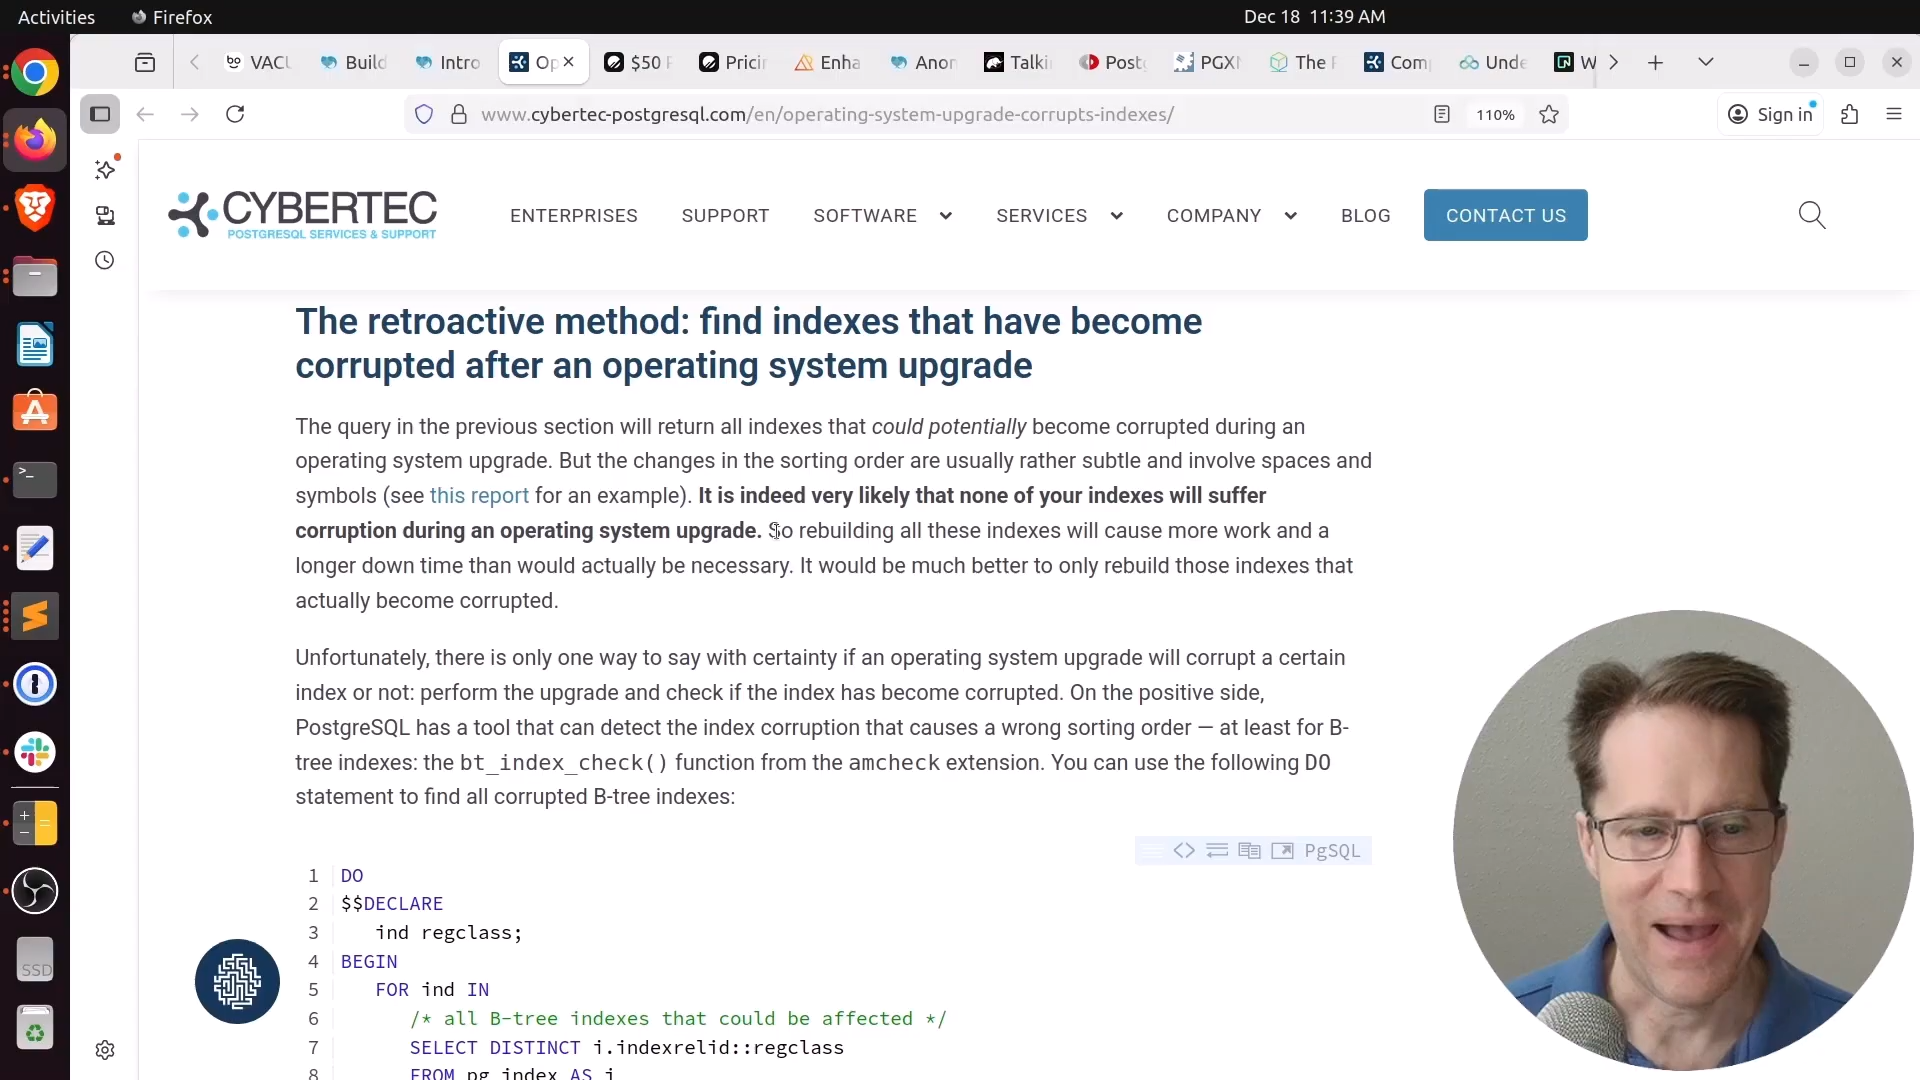 Activities
Firefox
Dec 18 11:39 AM
VACU
Build
Intro
Op
$50 F
Pricin
Enha
Anon
Talki
Postg
PGXN
The F
Comp
Unde
W
www.cybertec-postgresql.com/en/operating-system-upgrade-corrupts-indexes/
110%
Sign in
CYBERTEC
POSTGRESQL SERVICES & SUPPORT
ENTERPRISES
SUPPORT
SOFTWARE
SERVICES
COMPANY
BLOG
CONTACT US
The retroactive method: find indexes that have become
corrupted after an operating system upgrade
The query in the previous section will return all indexes that could potentially become corrupted during an
operating system upgrade. But the changes in the sorting order are usually rather subtle and involve spaces and
symbols (see this report for an example). It is indeed very likely that none of your indexes will suffer
corruption during an operating system upgrade. So rebuilding all these indexes will cause more work and a
longer down time than would actually be necessary. It would be much better to only rebuild those indexes that
actually become corrupted.
Unfortunately, there is only one way to say with certainty if an operating system upgrade will corrupt a certain
index or not: perform the upgrade and check if the index has become corrupted. On the positive side,
PostgreSQL has a tool that can detect the index corruption that causes a wrong sorting order — at least for B-
tree indexes: the bt_index_check() function from the amcheck extension. You can use the following DO
statement to find all corrupted B-tree indexes:
PgSQL
1 DO
2 $$DECLARE
3 ind regclass;
4 BEGIN
5 FOR ind IN
6 /* all B-tree indexes that could be affected */
7 SELECT DISTINCT i.indexrelid::regclass
8 FROM pg_index AS i
SSD